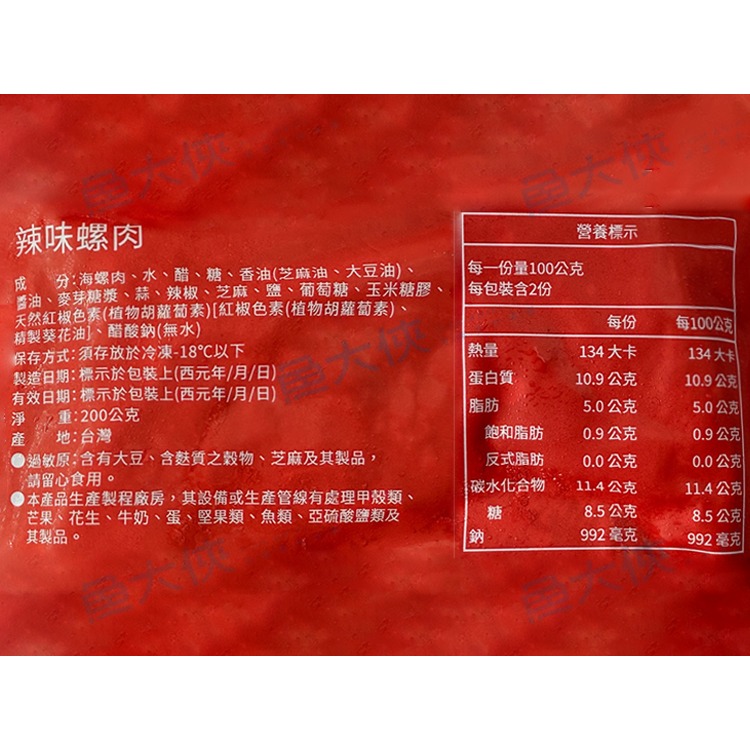 辣味螺肉
成　　分：海螺肉、水、醋、糖、香油(芝麻油、大豆油)、
醬油、麥芽糖漿、蒜、辣椒、芝麻、鹽、葡萄糖、玉米糖膠、
天然紅椒色素(植物胡蘿蔔素)[紅椒色素(植物胡蘿蔔素)、
精製葵花油]、醋酸鈉(無水)
保存方式：須存放於冷凍-18℃以下
製造日期：標示於包裝上(西元年/月/日)
有效日期：標示於包裝上(西元年/月/日)
淨　　重：200公克
產　　地：台灣
●過敏原：含有大豆、含麩質之穀物、芝麻及其製品，
請留心食用。
●本產品生產製程廠房，其設備或生產管線有處理甲殼類、
芒果、花生、牛奶、蛋、堅果類、魚類、亞硫酸鹽類及
其製品。
營養標示
每一份量100公克
每包裝含2份
每份 每100公克
熱量 134 大卡 134 大卡
蛋白質 10.9 公克 10.9 公克
脂肪 5.0 公克 5.0 公克
飽和脂肪 0.9 公克 0.9 公克
反式脂肪 0.0 公克 0.0 公克
碳水化合物 11.4 公克 11.4 公克
糖 8.5 公克 8.5 公克
鈉 992 毫克 992 毫克
魚大俠
魚大俠
魚大俠
魚大俠
魚大俠